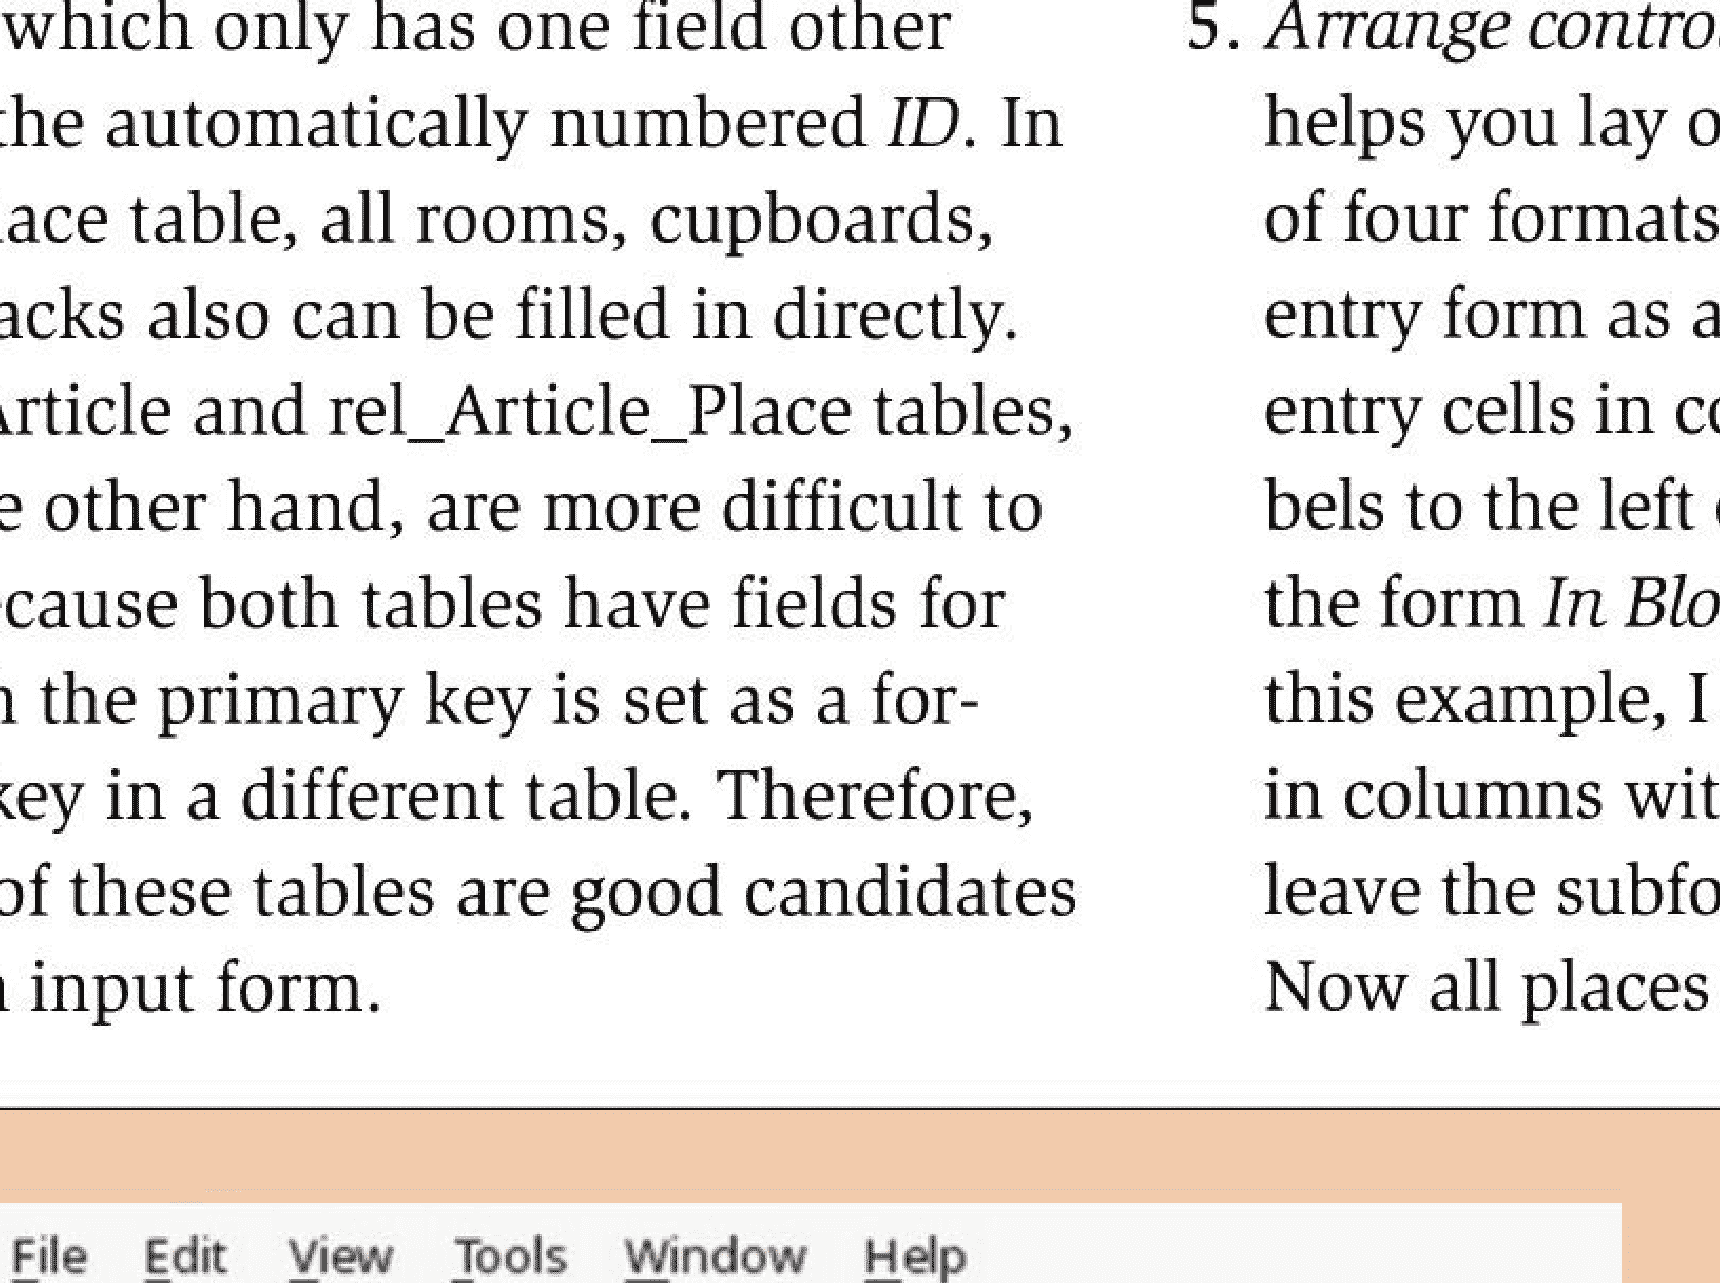 which only has one field other
the automatically numbered ID. In
lace table, all rooms, cupboards,
acks also can be filled in directly.
Article and rel_Article_Place tables,
e other hand, are more difficult to
cause both tables have fields for
the primary key is set as a for-
key in a different table. Therefore,
of these tables are good candidates
input form.
5. Arrange contro
helps you lay o
of four formats
entry form as a
entry cells in co
bels to the left
the form In Blo
this example, I
in columns wit
leave the subfo
Now all places
File Edit View Tools Window Help